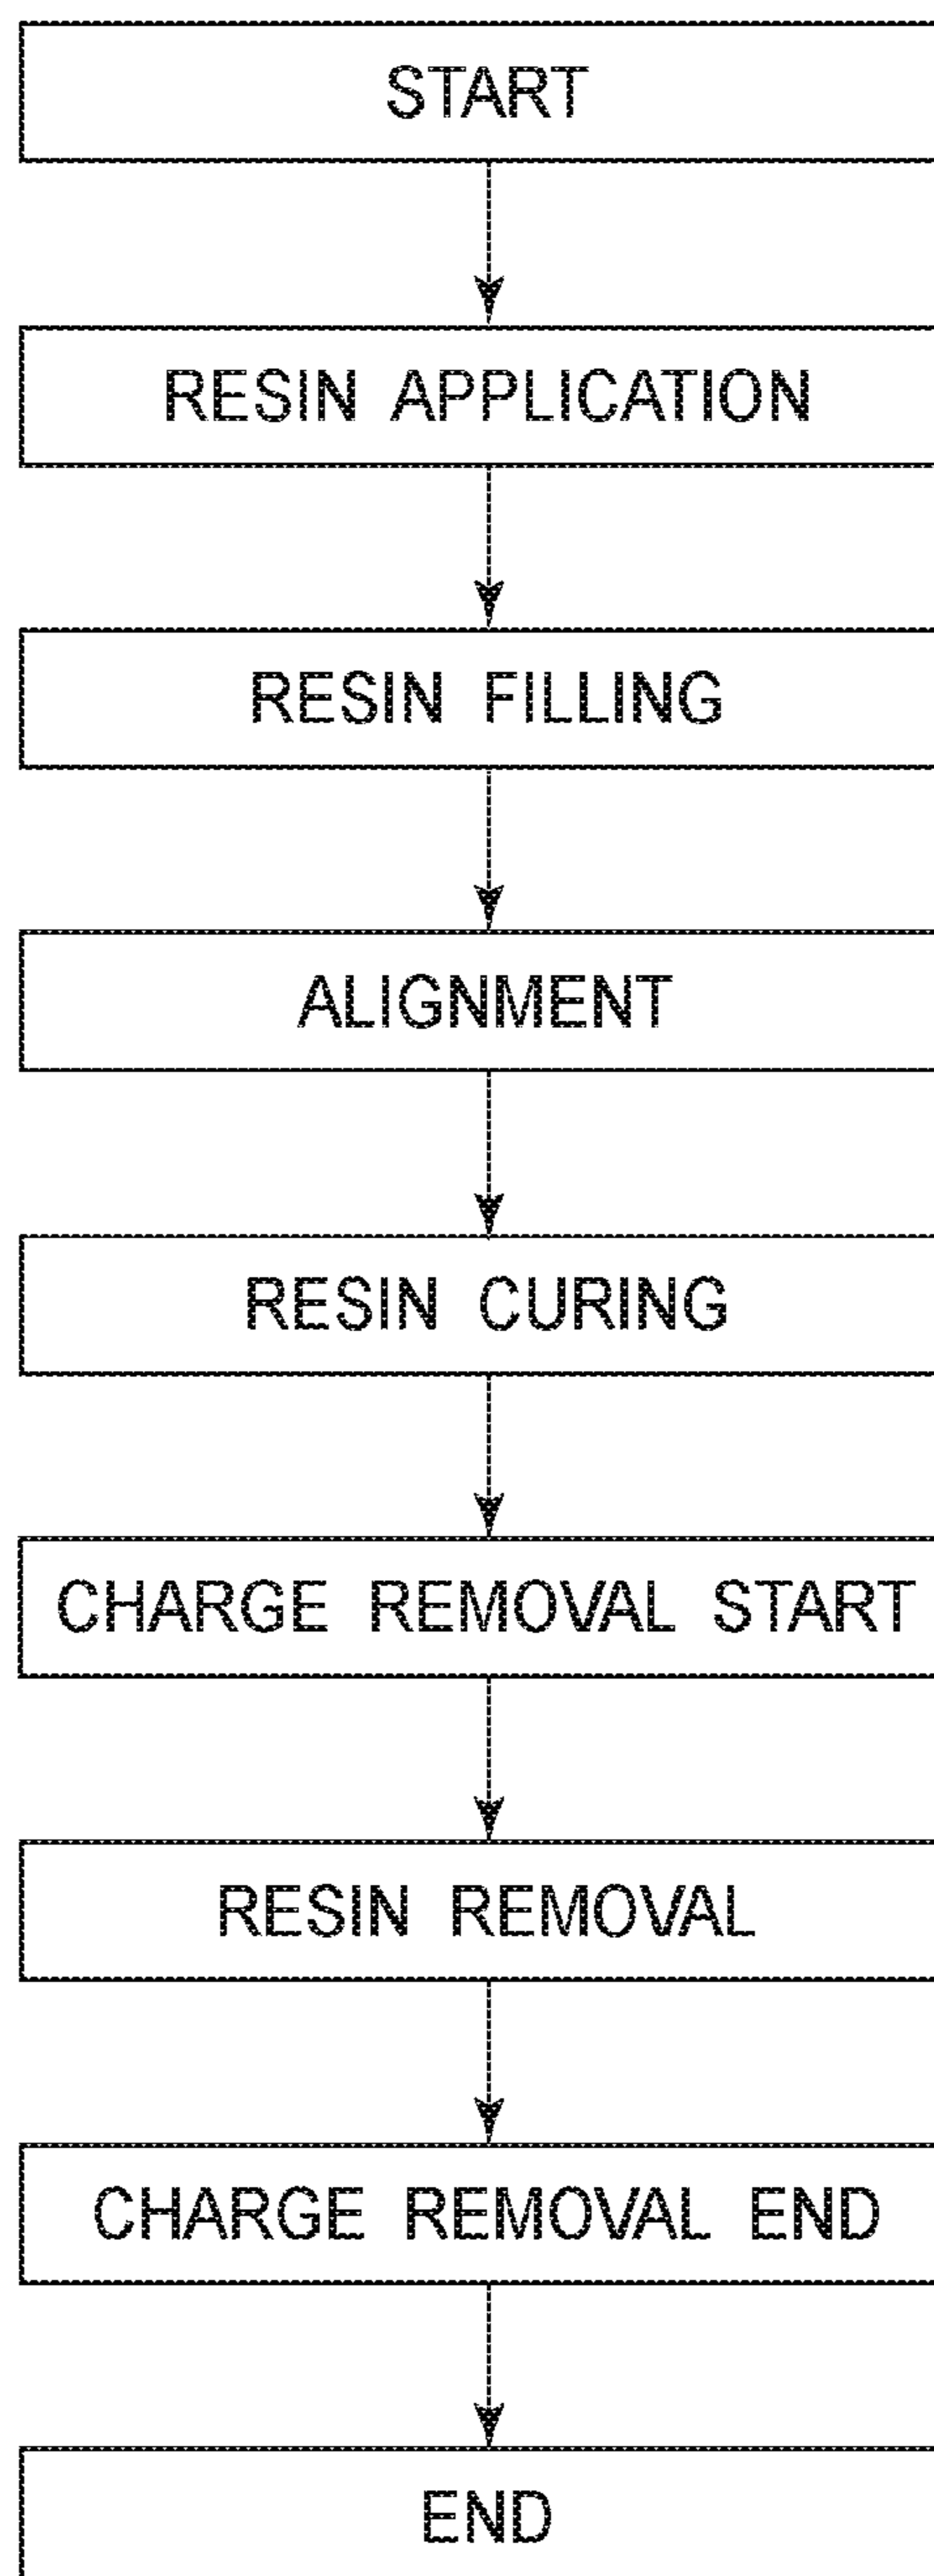 START
RESIN APPLICATION
RESIN FILLING
ALIGNMENT
RESIN CURING
CHARGE REMOVAL START
RESIN REMOVAL
CHARGE REMOVAL END
END